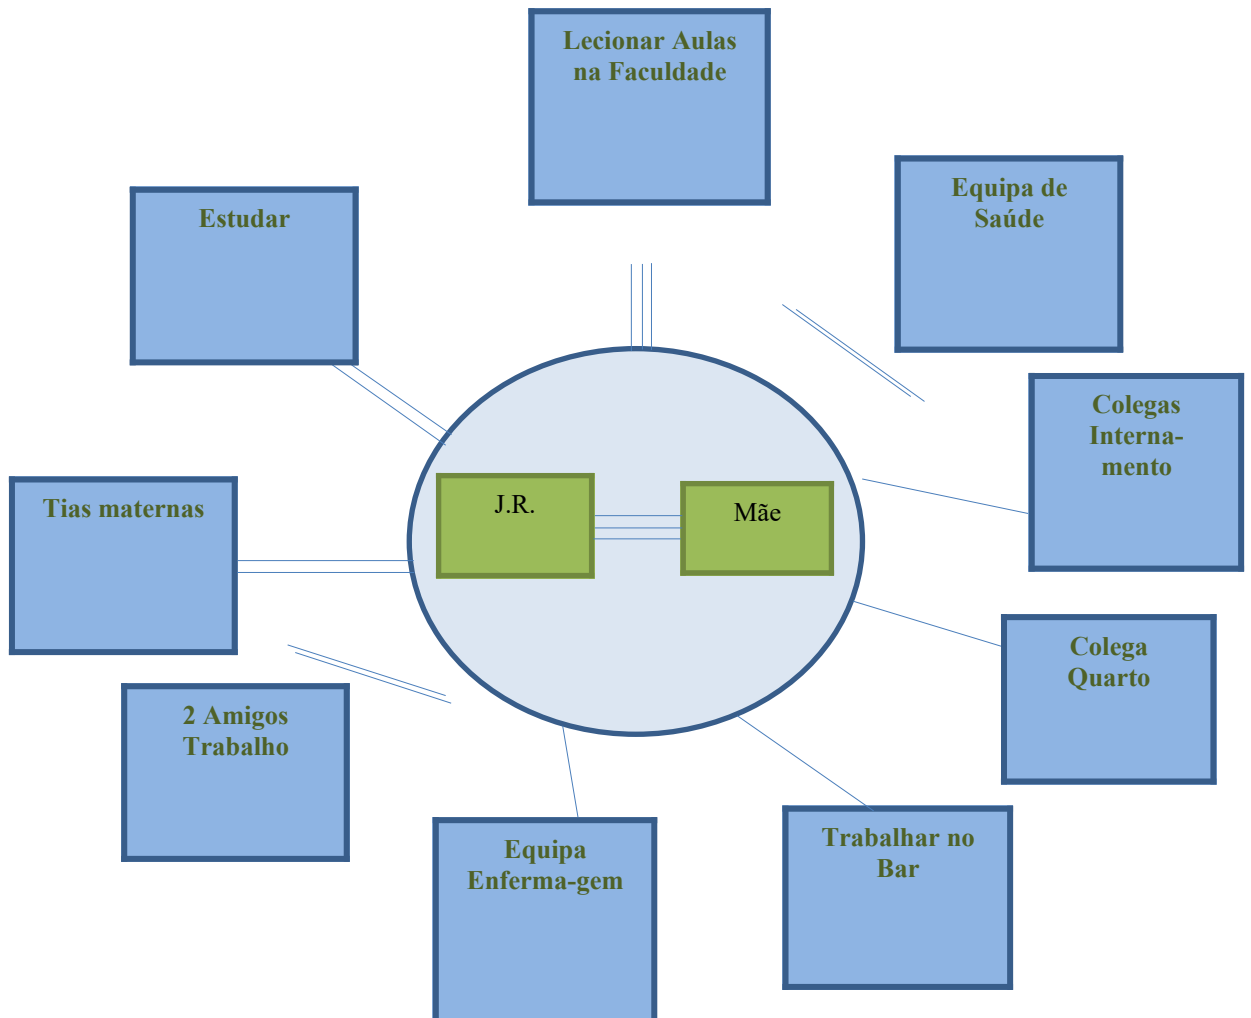 Lecionar Aulas
na Faculdade
Equipa de
Saúde
Estudar
Colegas
Interna-
mento
Tias maternas
J.R.
Mãe
Colega
Quarto
2 Amigos
Trabalho
Equipa
Enferma-gem
Trabalhar no
Bar